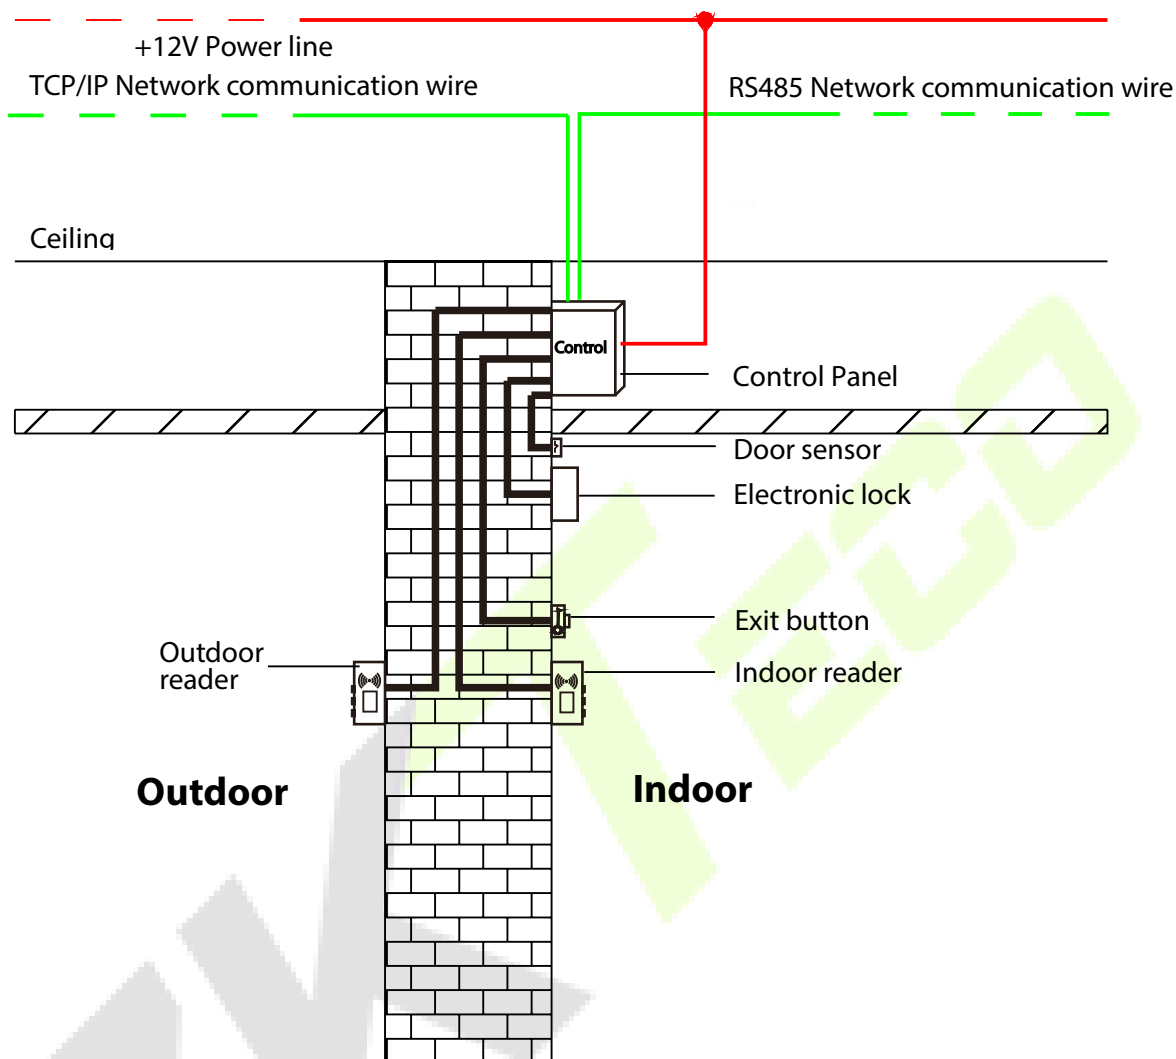 +12V Power line
TCP/IP Network communication wire
RS485 Network communication wire
Ceiling
Control
Control Panel
Door sensor
Electronic lock
Exit button
Outdoor
reader
Indoor reader
Outdoor
Indoor